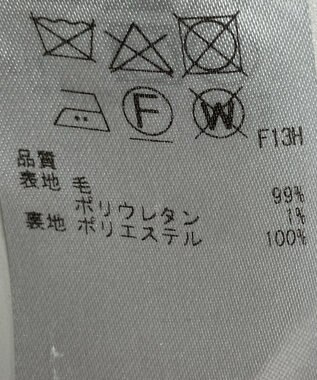 F W
F13H
品質
表地 毛 99%
ポリウレタン 1%
裏地 ポリエステル 100%